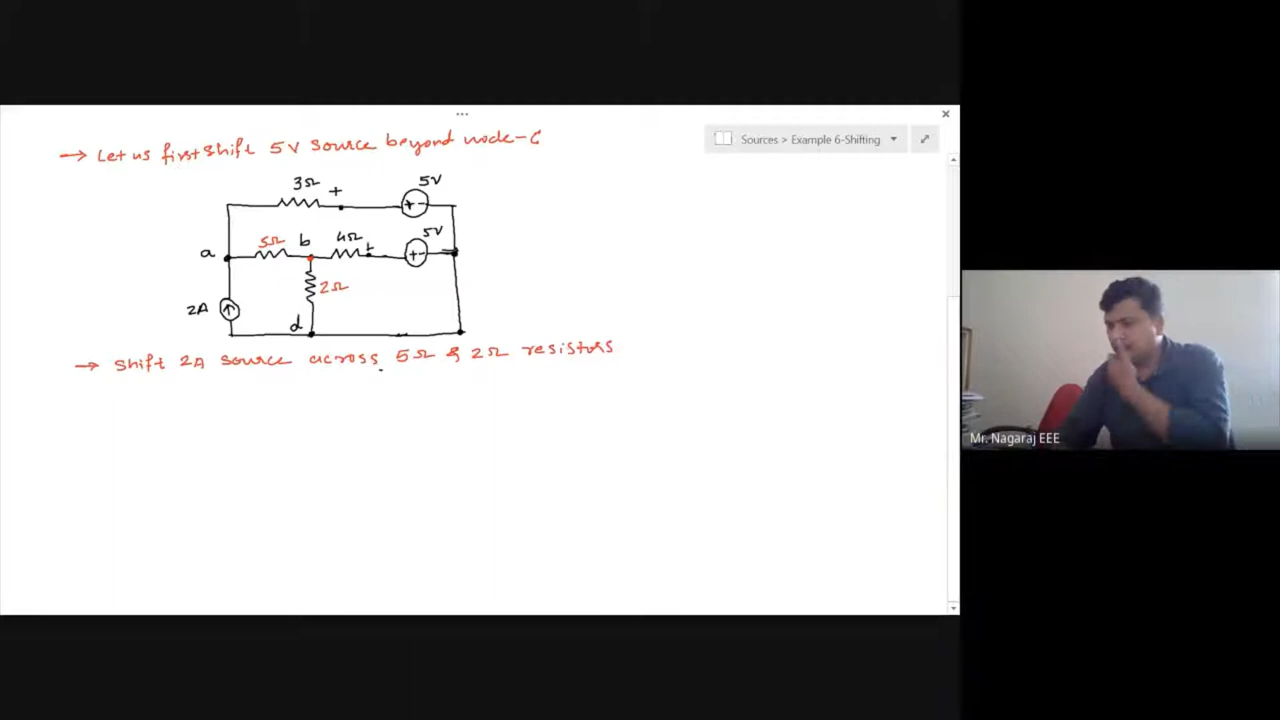 Sources > Example 6-Shifting
→ Let us first shift 5V source beyond node-C
3Ω
+
5V
+-
5Ω
b
4Ω
+
5V
+-
a
2A
2Ω
d
→ Shift 2A source across 5Ω & 2Ω resistors
Mr. Nagaraj EEE